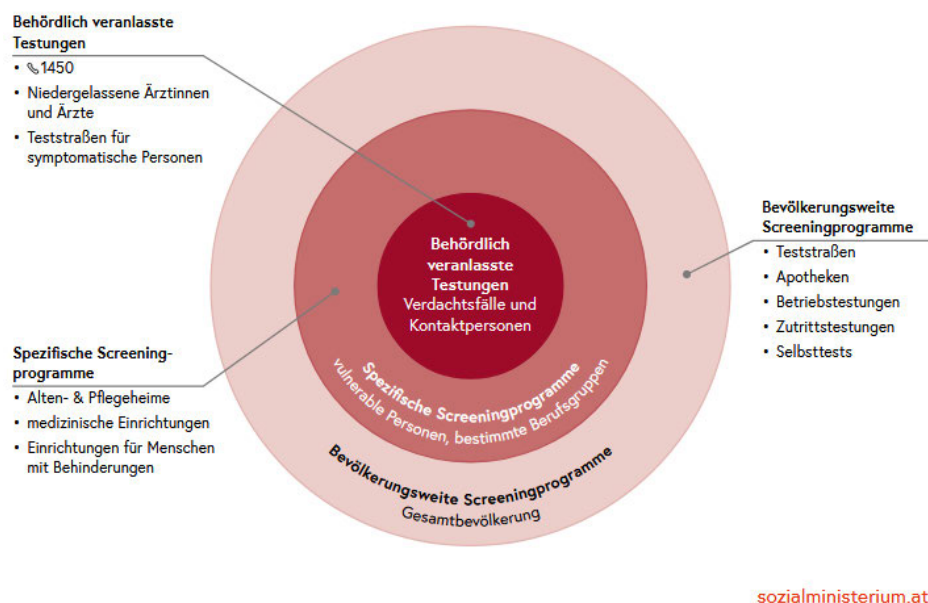 Behördlich veranlasste
Testungen
• 📞1450
• Niedergelassene Ärztinnen
und Ärzte
• Teststraßen für
symptomatische Personen
Spezifische Screening-
programme
• Alten- & Pflegeheime
• medizinische Einrichtungen
• Einrichtungen für Menschen
mit Behinderungen
Behördlich
veranlasste
Testungen
Verdachtsfälle und
Kontaktpersonen
Spezifische Screeningprogramme
vulnerable Personen, bestimmte Berufsgruppen
Bevölkerungsweite Screeningprogramme
Gesamtbevölkerung
Bevölkerungsweite
Screeningprogramme
• Teststraßen
• Apotheken
• Betriebstestungen
• Zutrittstestungen
• Selbsttests
sozialministerium.at